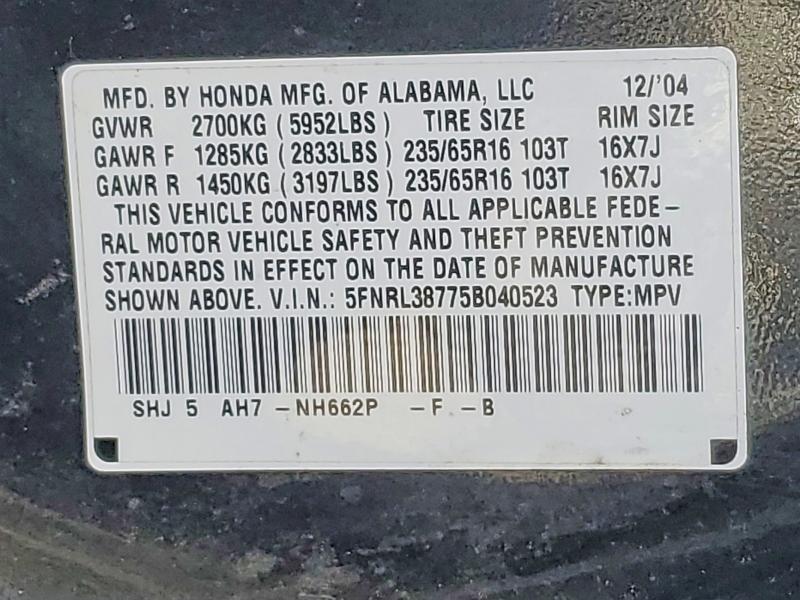 MFD. BY HONDA MFG. OF ALABAMA, LLC 12/'04
GVWR 2700KG (5952LBS) TIRE SIZE RIM SIZE
GAWR F 1285KG (2833LBS) 235/65R16 103T 16X7J
GAWR R 1450KG (3197LBS) 235/65R16 103T 16X7J
THIS VEHICLE CONFORMS TO ALL APPLICABLE FEDE-
RAL MOTOR VEHICLE SAFETY AND THEFT PREVENTION
STANDARDS IN EFFECT ON THE DATE OF MANUFACTURE
SHOWN ABOVE. V.I.N.: 5FNRL38775B040523 TYPE:MPV
SHJ 5 AH7 -NH662P -F -B